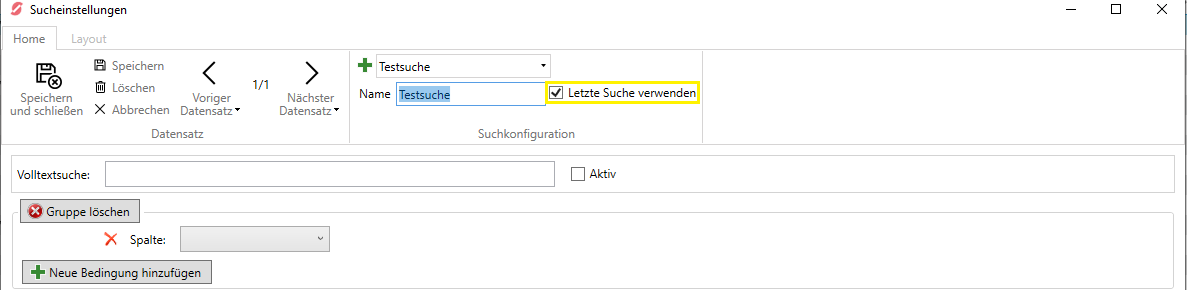 Sucheinstellungen
Home Layout
Speichern und schließen
Speichern
Löschen
Abbrechen
Voriger Datensatz
1/1
Nächster Datensatz
Datensatz
Testsuche
Name Testsuche Letzte Suche verwenden
Suchkonfiguration
Volltextsuche: Aktiv
Gruppe löschen
Spalte:
Neue Bedingung hinzufügen